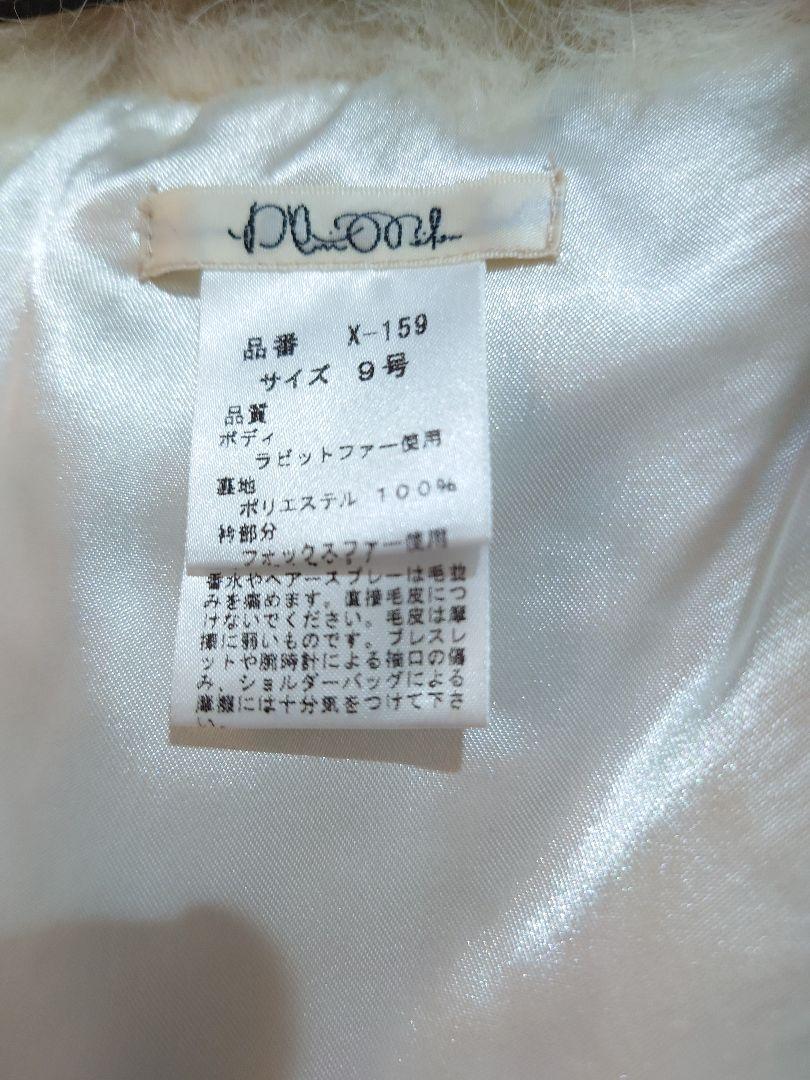 品番 X-159
サイズ 9号
品質
ボディ
ラビットファー使用
裏地
ポリエステル 100%
衿部分
フォックスファー使用
香水やヘアースプレーは毛並
みを痛めます。直接毛皮につ
けないでください。毛皮は摩
擦に弱いものです。ブレスレ
ットや腕時計による袖口の傷
み、ショルダーバッグによる
摩擦には十分気をつけて下さ
い。